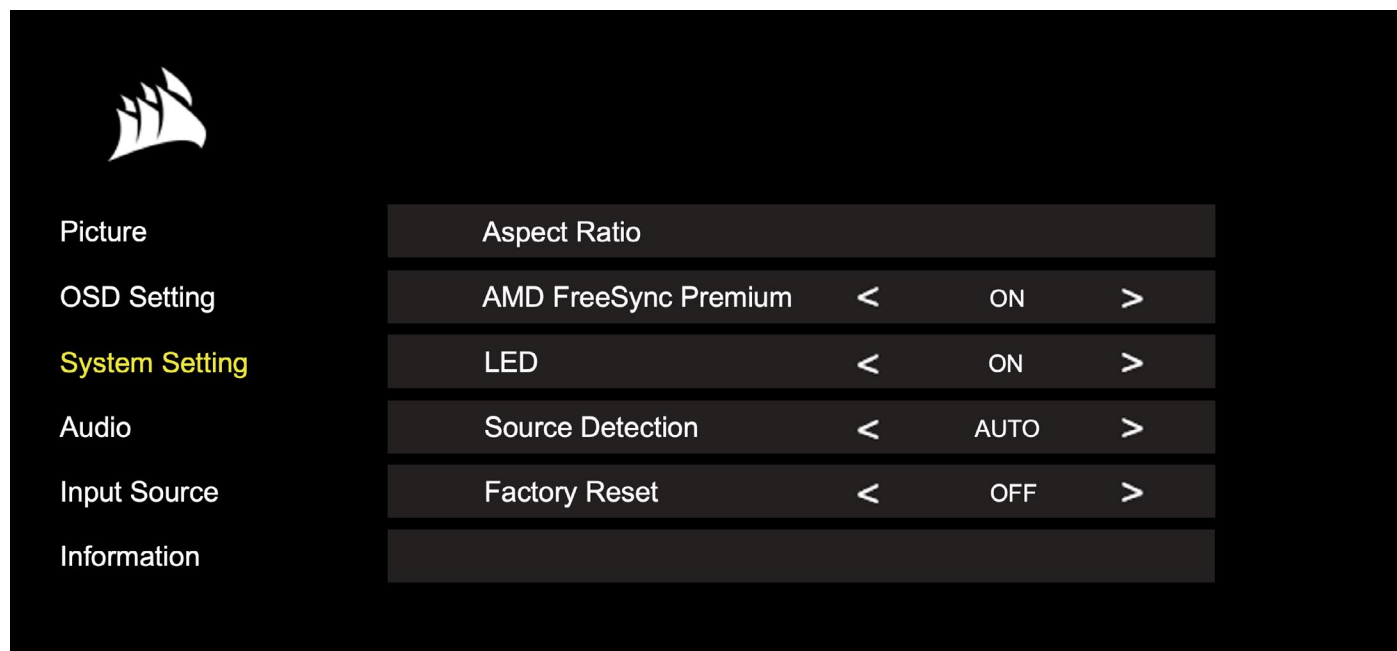 Picture
Aspect Ratio
OSD Setting
AMD FreeSync Premium < ON >
System Setting
LED < ON >
Audio
Source Detection < AUTO >
Input Source
Factory Reset < OFF >
Information